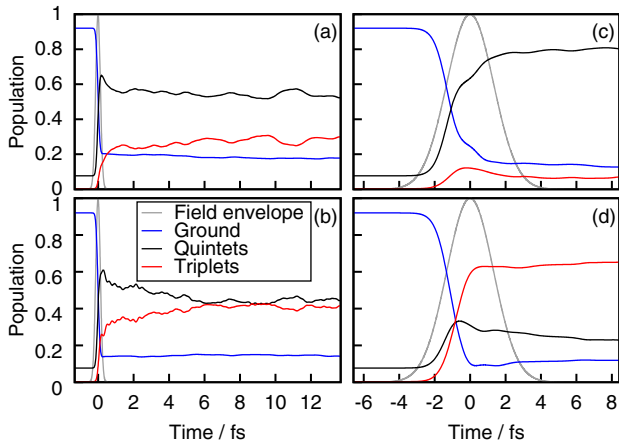 1
0.8
0.6
0.4
0.2
0
Population
(a)
(c)
1
0.8
0.6
0.4
0.2
0
Population
(b)
(d)
Field envelope
Ground
Quintets
Triplets
0 2 4 6 8 10 12
-6 -4 -2 0 2 4 6 8
Time / fs
Time / fs